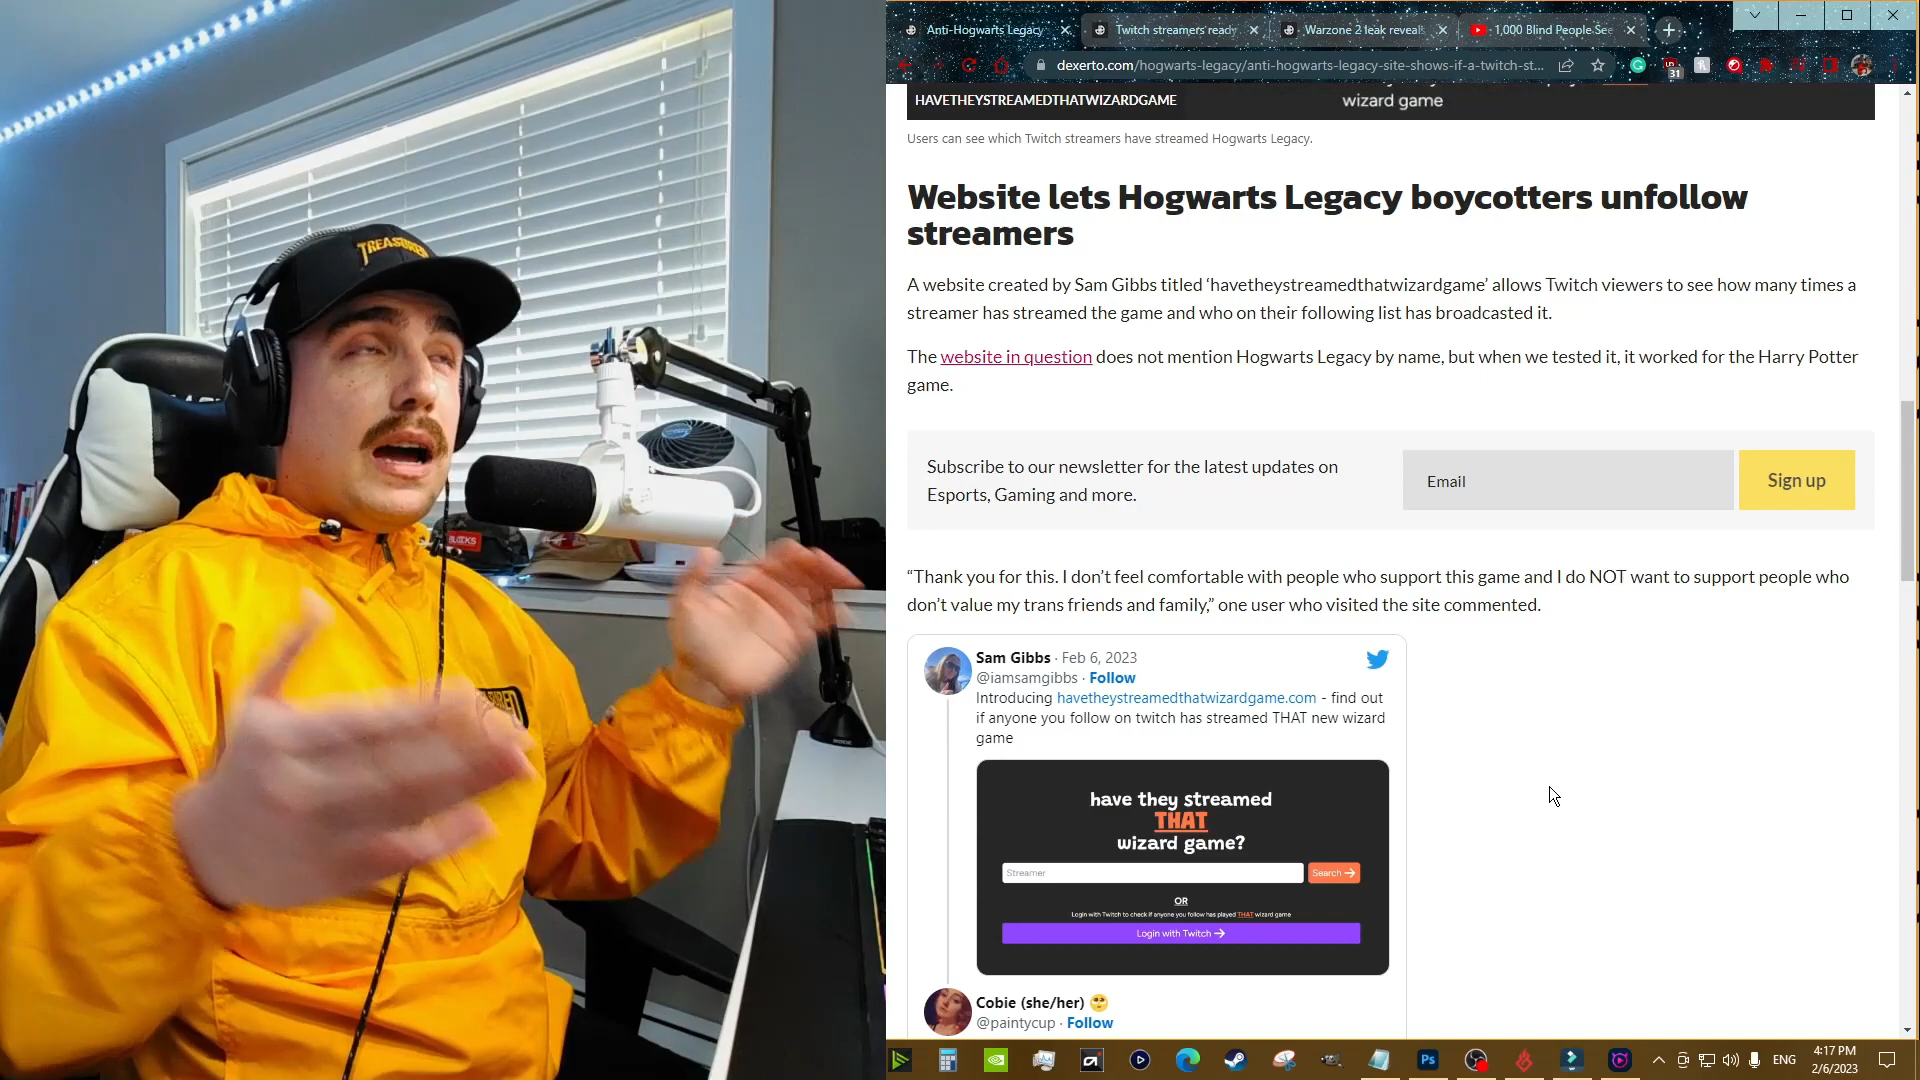 Anti-Hogwarts Legacy
Twitch streamers ready
Warzone 2 leak reveals
1,000 Blind People See
dexerto.com/hogwarts-legacy/anti-hogwarts-legacy-site-shows-if-a-twitch-st...
31
HAVETHEYSTREAMEDTHATWIZARDGAME
wizard game
Users can see which Twitch streamers have streamed Hogwarts Legacy.
Website lets Hogwarts Legacy boycotters unfollow
streamers
A website created by Sam Gibbs titled ‘havetheystreamedthatwizardgame’ allows Twitch viewers to see how many times a
streamer has streamed the game and who on their following list has broadcasted it.
The website in question does not mention Hogwarts Legacy by name, but when we tested it, it worked for the Harry Potter
game.
Subscribe to our newsletter for the latest updates on
Esports, Gaming and more.
Email
Sign up
“Thank you for this. I don’t feel comfortable with people who support this game and I do NOT want to support people who
don’t value my trans friends and family,” one user who visited the site commented.
Sam Gibbs · Feb 6, 2023
@iamsamgibbs · Follow
Introducing havetheystreamedthatwizardgame.com - find out
if anyone you follow on twitch has streamed THAT new wizard
game
have they streamed
THAT
wizard game?
Streamer
Search →
OR
Login with Twitch to check if anyone you follow has played THAT wizard game
Login with Twitch →
Cobie (she/her) 🙄
@paintycup · Follow
Ps
ENG
4:17 PM
2/6/2023
TREASURED
BLOCKS